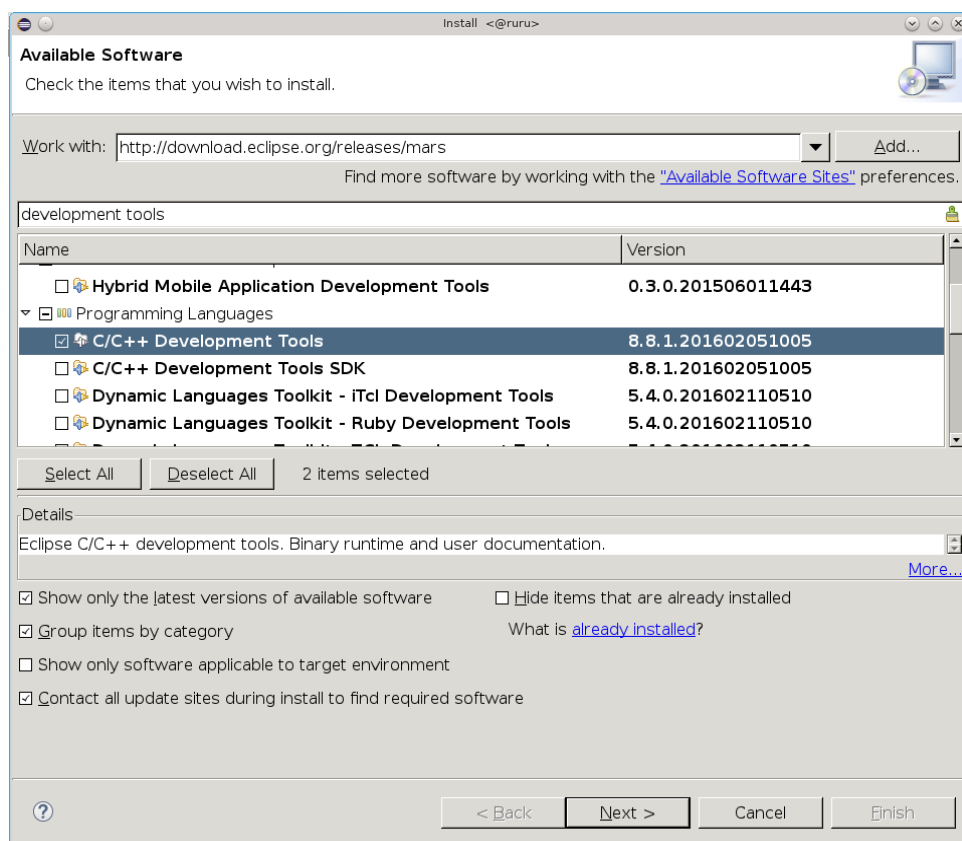 Install <@ruru>
Available Software
Check the items that you wish to install.
Work with: http://download.eclipse.org/releases/mars Add...
Find more software by working with the "Available Software Sites" preferences.
development tools
Name Version
Hybrid Mobile Application Development Tools 0.3.0.201506011443
Programming Languages
C/C++ Development Tools 8.8.1.201602051005
C/C++ Development Tools SDK 8.8.1.201602051005
Dynamic Languages Toolkit - iTcl Development Tools 5.4.0.201602110510
Dynamic Languages Toolkit - Ruby Development Tools 5.4.0.201602110510
Select All Deselect All 2 items selected
Details
Eclipse C/C++ development tools. Binary runtime and user documentation.
More...
Show only the latest versions of available software Hide items that are already installed
Group items by category What is already installed?
Show only software applicable to target environment
Contact all update sites during install to find required software
? < Back Next > Cancel Finish